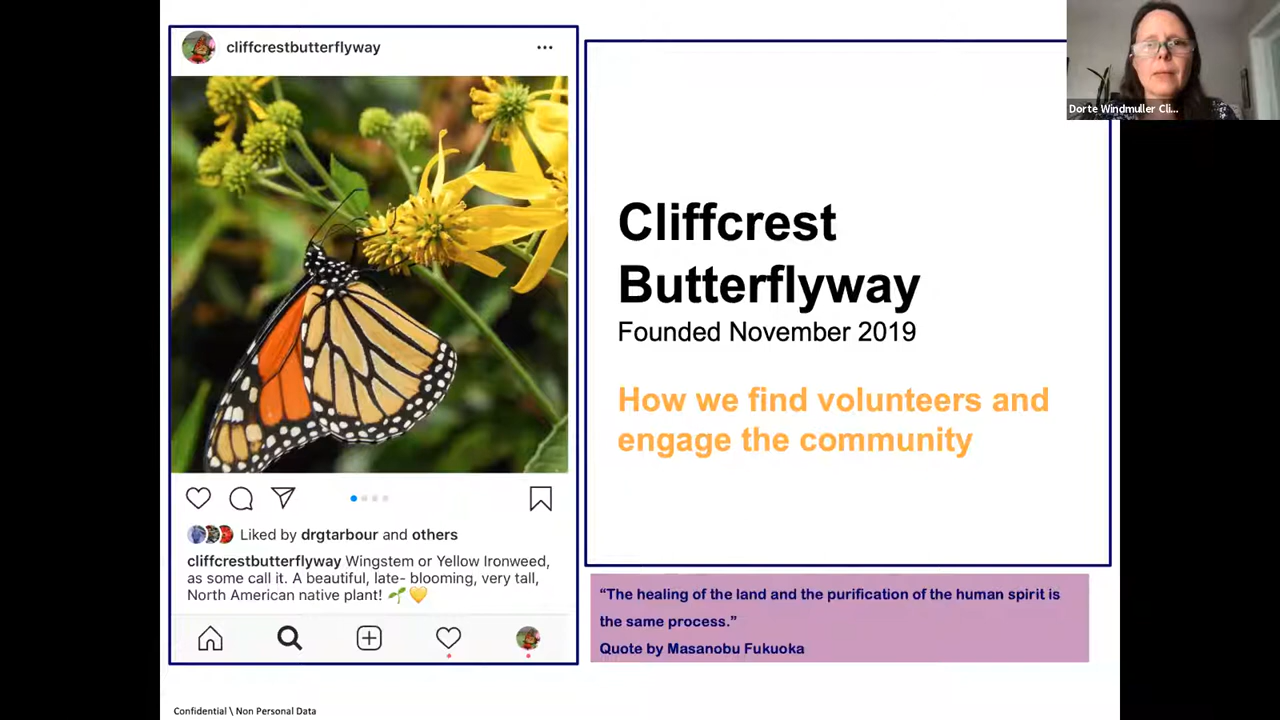 cliffcrestbutterflyway
Liked by drgtarbour and others
cliffcrestbutterflyway Wingstem or Yellow Ironweed,
as some call it. A beautiful, late- blooming, very tall,
North American native plant! 🌱💛
Cliffcrest
Butterflyway
Founded November 2019
How we find volunteers and
engage the community
“The healing of the land and the purification of the human spirit is
the same process.”
Quote by Masanobu Fukuoka
Confidential \ Non Personal Data
Dorte Windmuller Cli...